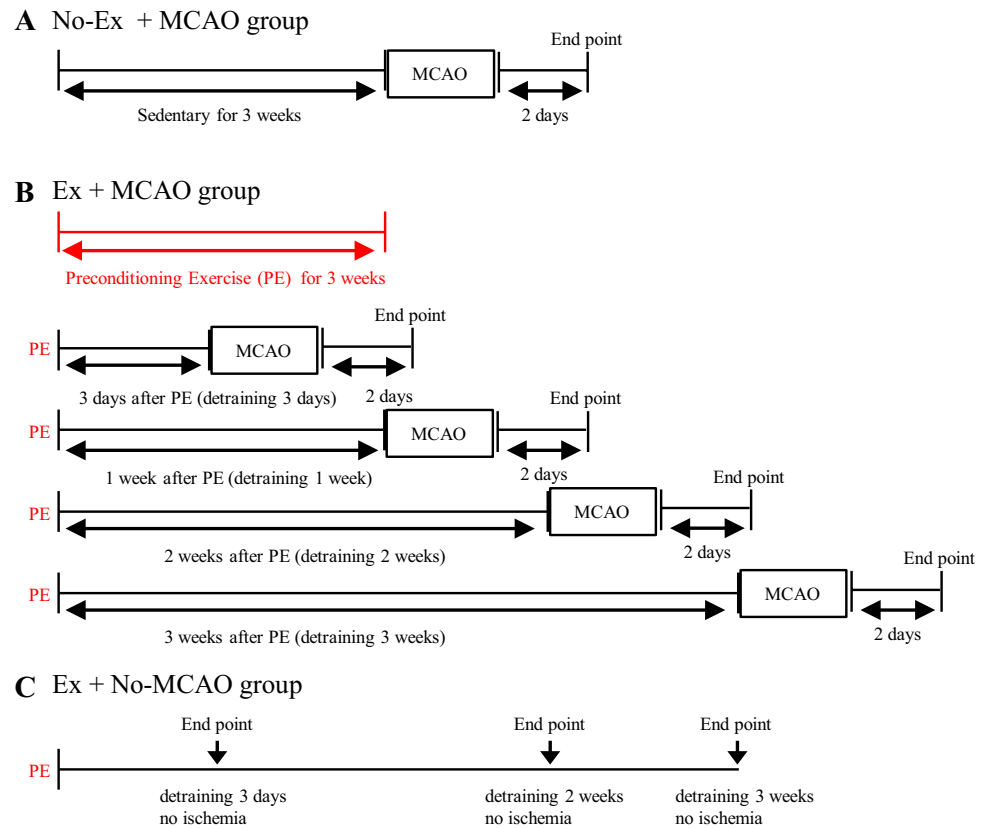 A No-Ex + MCAO group
End point
MCAO
Sedentary for 3 weeks
2 days
B Ex + MCAO group
Preconditioning Exercise (PE) for 3 weeks
End point
PE
MCAO
3 days after PE (detraining 3 days)
2 days
End point
PE
MCAO
1 week after PE (detraining 1 week)
2 days
End point
PE
MCAO
2 weeks after PE (detraining 2 weeks)
2 days
End point
PE
MCAO
3 weeks after PE (detraining 3 weeks)
2 days
C Ex + No-MCAO group
End point
End point
End point
PE
detraining 3 days
no ischemia
detraining 2 weeks
no ischemia
detraining 3 weeks
no ischemia